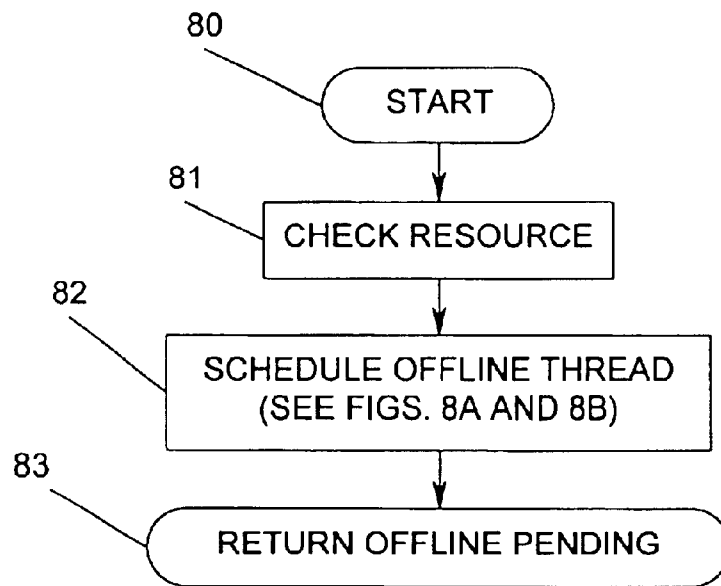 80
START
81
CHECK RESOURCE
82
SCHEDULE OFFLINE THREAD
(SEE FIGS. 8A AND 8B)
83
RETURN OFFLINE PENDING